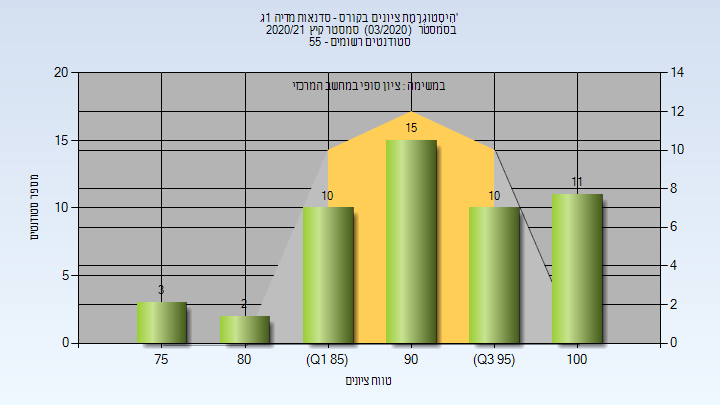 היסטוגרמת ציונים בקורס - סדנאות מדיה 1ג'
בסמסטר (03/2020) סמסטר קיץ 2020/21
סטודנטים רשומים - 55
במשימה : ציון סופי במחשב המרכזי
20
15
10
5
0
14
12
10
8
6
4
2
0
מספר סטודנטים
3
2
10
15
10
11
75
80
(Q1 85)
90
(Q3 95)
100
טווח ציונים